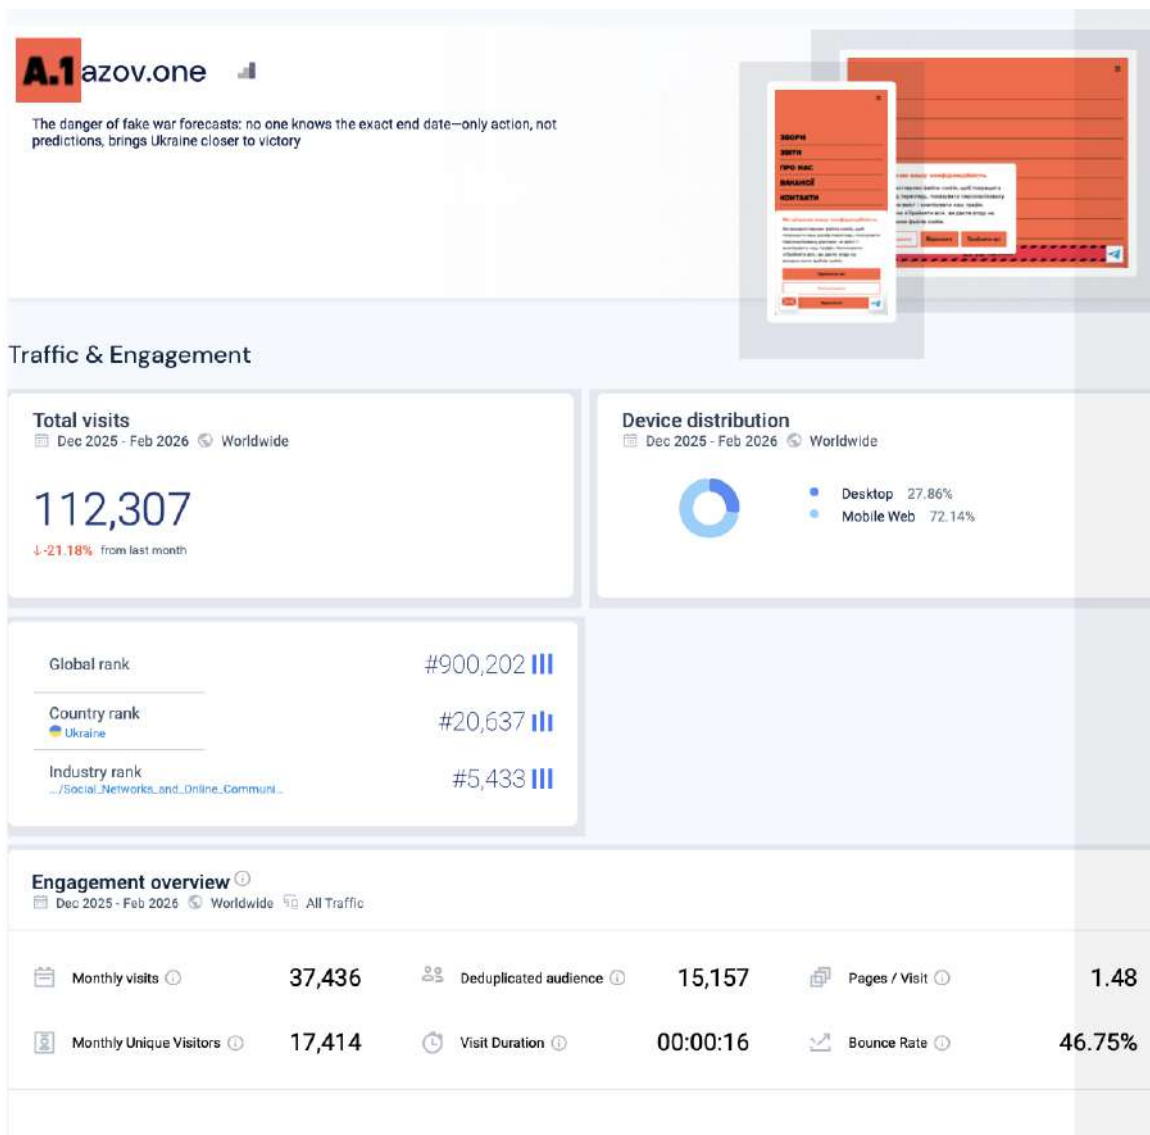 A.1 azov.one
The danger of fake war forecasts: no one knows the exact end date—only action, not
predictions, brings Ukraine closer to victory
ЗБОРИ
ЗВІТИ
ПРО НАС
ВАКАНСІЇ
КОНТАКТИ
Traffic & Engagement
Total visits
Dec 2025 - Feb 2026 Worldwide
112,307
↓-21.18% from last month
Device distribution
Dec 2025 - Feb 2026 Worldwide
Desktop 27.86%
Mobile Web 72.14%
Global rank #900,202
Country rank #20,637
Ukraine
Industry rank #5,433
.../Social_Networks_and_Online_Communi...
Engagement overview
Dec 2025 - Feb 2026 Worldwide All Traffic
Monthly visits 37,436 Deduplicated audience 15,157 Pages / Visit 1.48
Monthly Unique Visitors 17,414 Visit Duration 00:00:16 Bounce Rate 46.75%